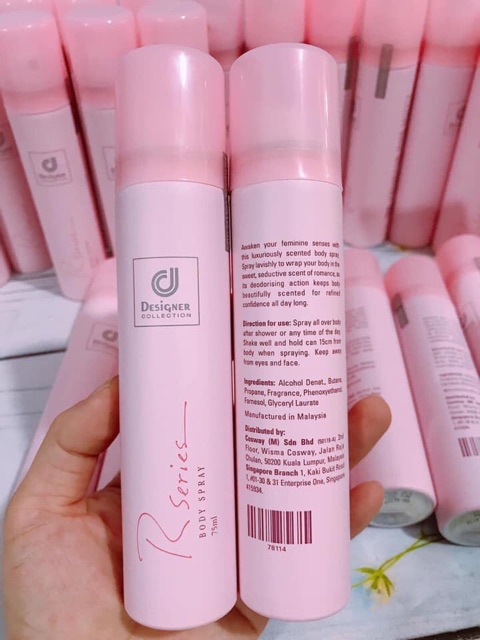 d
DESIGNER
COLLECTION
R series
BODY SPRAY
75ml
Awaken your feminine senses with
this luxuriously scented body spray.
Spray lavishly to wrap your body in the
sweet, seductive scent of romance, as
its deodorising action keeps body
beautifully scented for refined
confidence all day long.
Direction for use: Spray all over body
after shower or any time of the day.
Shake well and hold can 15cm from
body when spraying. Keep away
from eyes and face.
Ingredients: Alcohol Denat., Butane,
Propane, Fragrance, Phenoxyethanol,
Farnesol, Glyceryl Laurate
Manufactured in Malaysia
Distributed by:
Cosway (M) Sdn Bhd 2nd
Floor, Wisma Cosway, Jalan Raja
Chulan, 50200 Kuala Lumpur, Malaysia
Singapore Branch 1, Kaki Bukit Road
1, #01-30 & 31 Enterprise One, Singapore
415934.
78114
DESIGNER